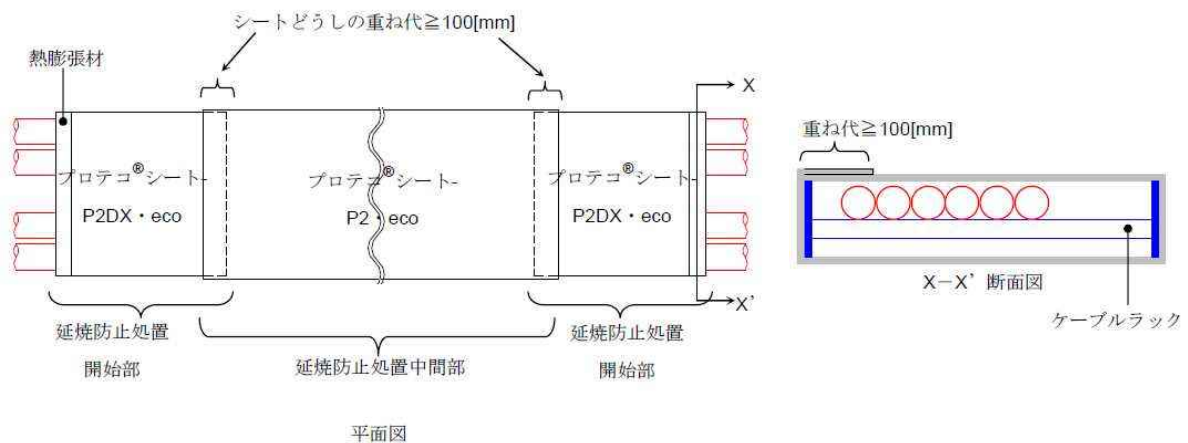 シートどうしの重ね代≧100[mm]
熱膨張材
プロテコ®シート-
P2DX・eco
プロテコ®シート-
P2・eco
プロテコ®シート-
P2DX・eco
X
X’
延焼防止処置
開始部
延焼防止処置中間部
延焼防止処置
開始部
平面図
重ね代≧100[mm]
X－X’断面図
ケーブルラック